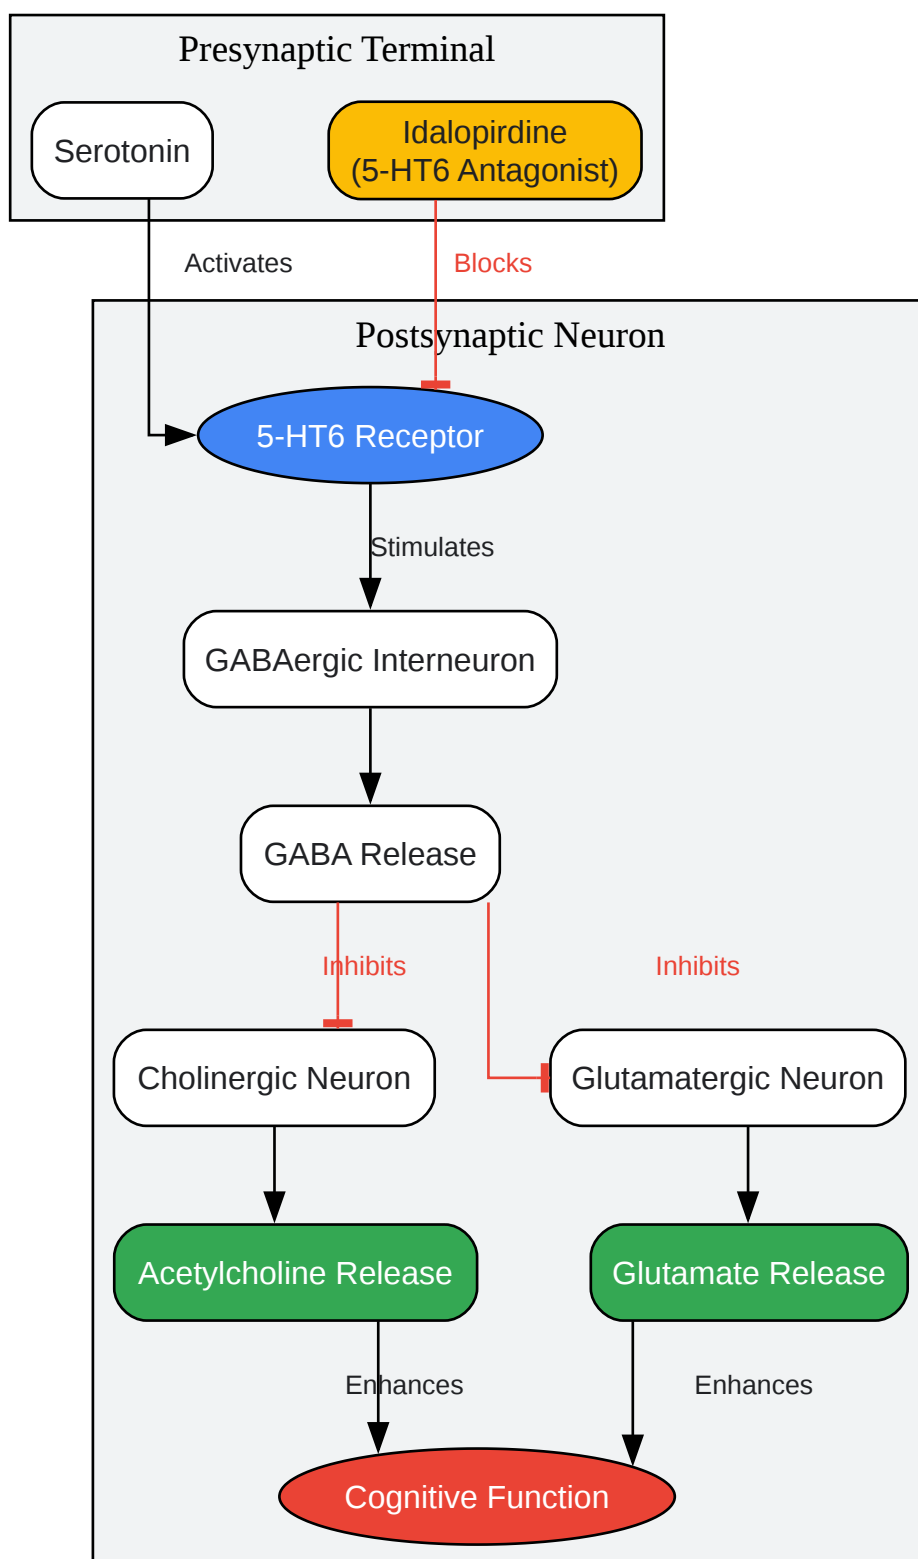 Presynaptic Terminal
Serotonin
Idalopirdine
(5-HT6 Antagonist)
Activates
Blocks
Postsynaptic Neuron
5-HT6 Receptor
Stimulates
GABAergic Interneuron
GABA Release
Inhibits
Inhibits
Cholinergic Neuron
Glutamatergic Neuron
Acetylcholine Release
Glutamate Release
Enhances
Enhances
Cognitive Function